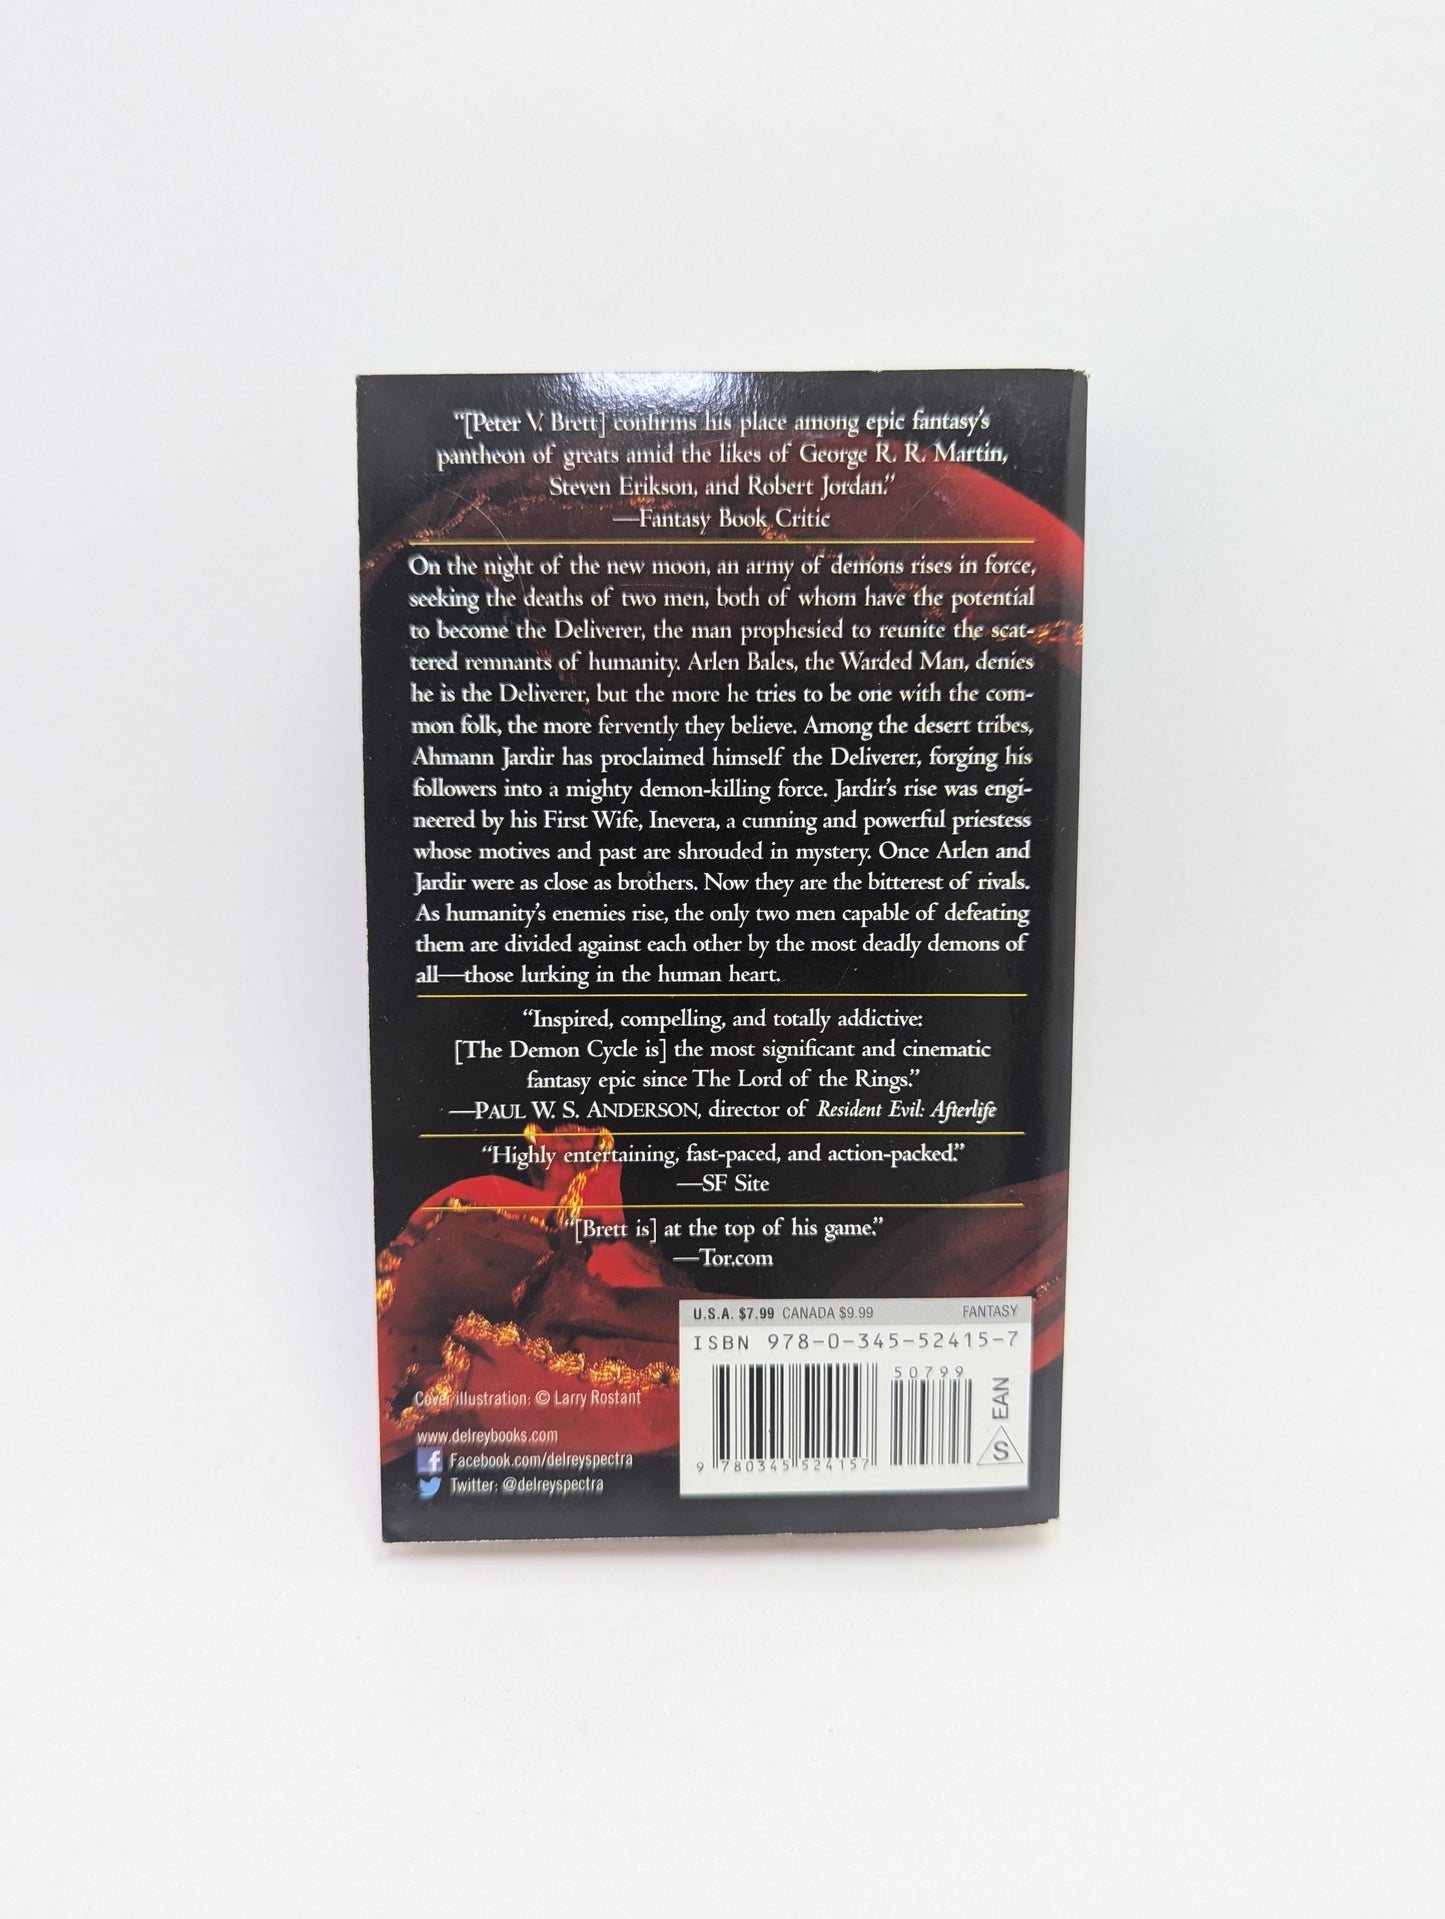 “[Peter V. Brett] confirms his place among epic fantasy’s
pantheon of greats amid the likes of George R. R. Martin,
Steven Erikson, and Robert Jordan.”
—Fantasy Book Critic
On the night of the new moon, an army of demons rises in force,
seeking the deaths of two men, both of whom have the potential
to become the Deliverer, the man prophesied to reunite the scat-
tered remnants of humanity. Arlen Bales, the Warded Man, denies
he is the Deliverer, but the more he tries to be one with the com-
mon folk, the more fervently they believe. Among the desert tribes,
Ahmann Jardir has proclaimed himself the Deliverer, forging his
followers into a mighty demon-killing force. Jardir’s rise was engi-
neered by his First Wife, Inevera, a cunning and powerful priestess
whose motives and past are shrouded in mystery. Once Arlen and
Jardir were as close as brothers. Now they are the bitterest of rivals.
As humanity’s enemies rise, the only two men capable of defeating
them are divided against each other by the most deadly demons of
all—those lurking in the human heart.
“Inspired, compelling, and totally addictive:
[The Demon Cycle is] the most significant and cinematic
fantasy epic since The Lord of the Rings.”
—PAUL W. S. ANDERSON, director of Resident Evil: Afterlife
“Highly entertaining, fast-paced, and action-packed.”
—SF Site
“[Brett is] at the top of his game.”
—Tor.com
U.S.A. $7.99 CANADA $9.99 FANTASY
ISBN 978-0-345-52415-7
50799
EAN
S
9 780345 524157
Cover illustration: © Larry Rostant
www.delreybooks.com
f Facebook.com/delreyspectra
Twitter: @delreyspectra